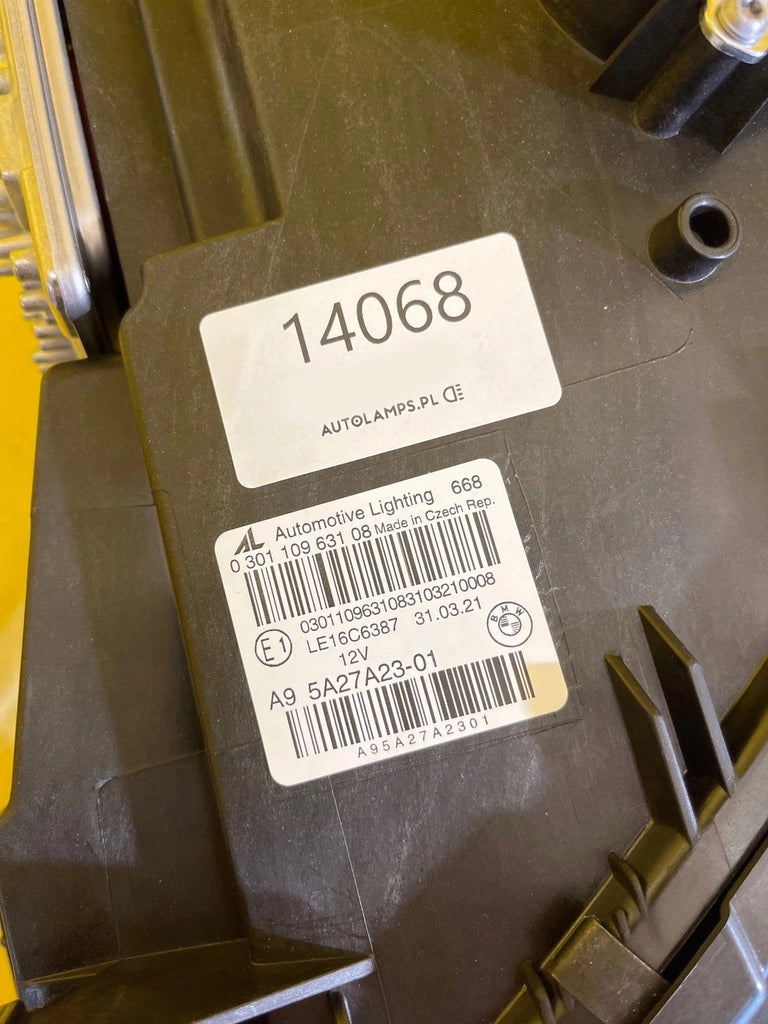 14068
AUTOLAMPS.PL
AL Automotive Lighting 668
0 301 109 631 08 Made in Czech Rep.
0301109631083103210008
E1 LE16C6387 31.03.21 BMW
12V
A9 5A27A23-01
A95A27A2301